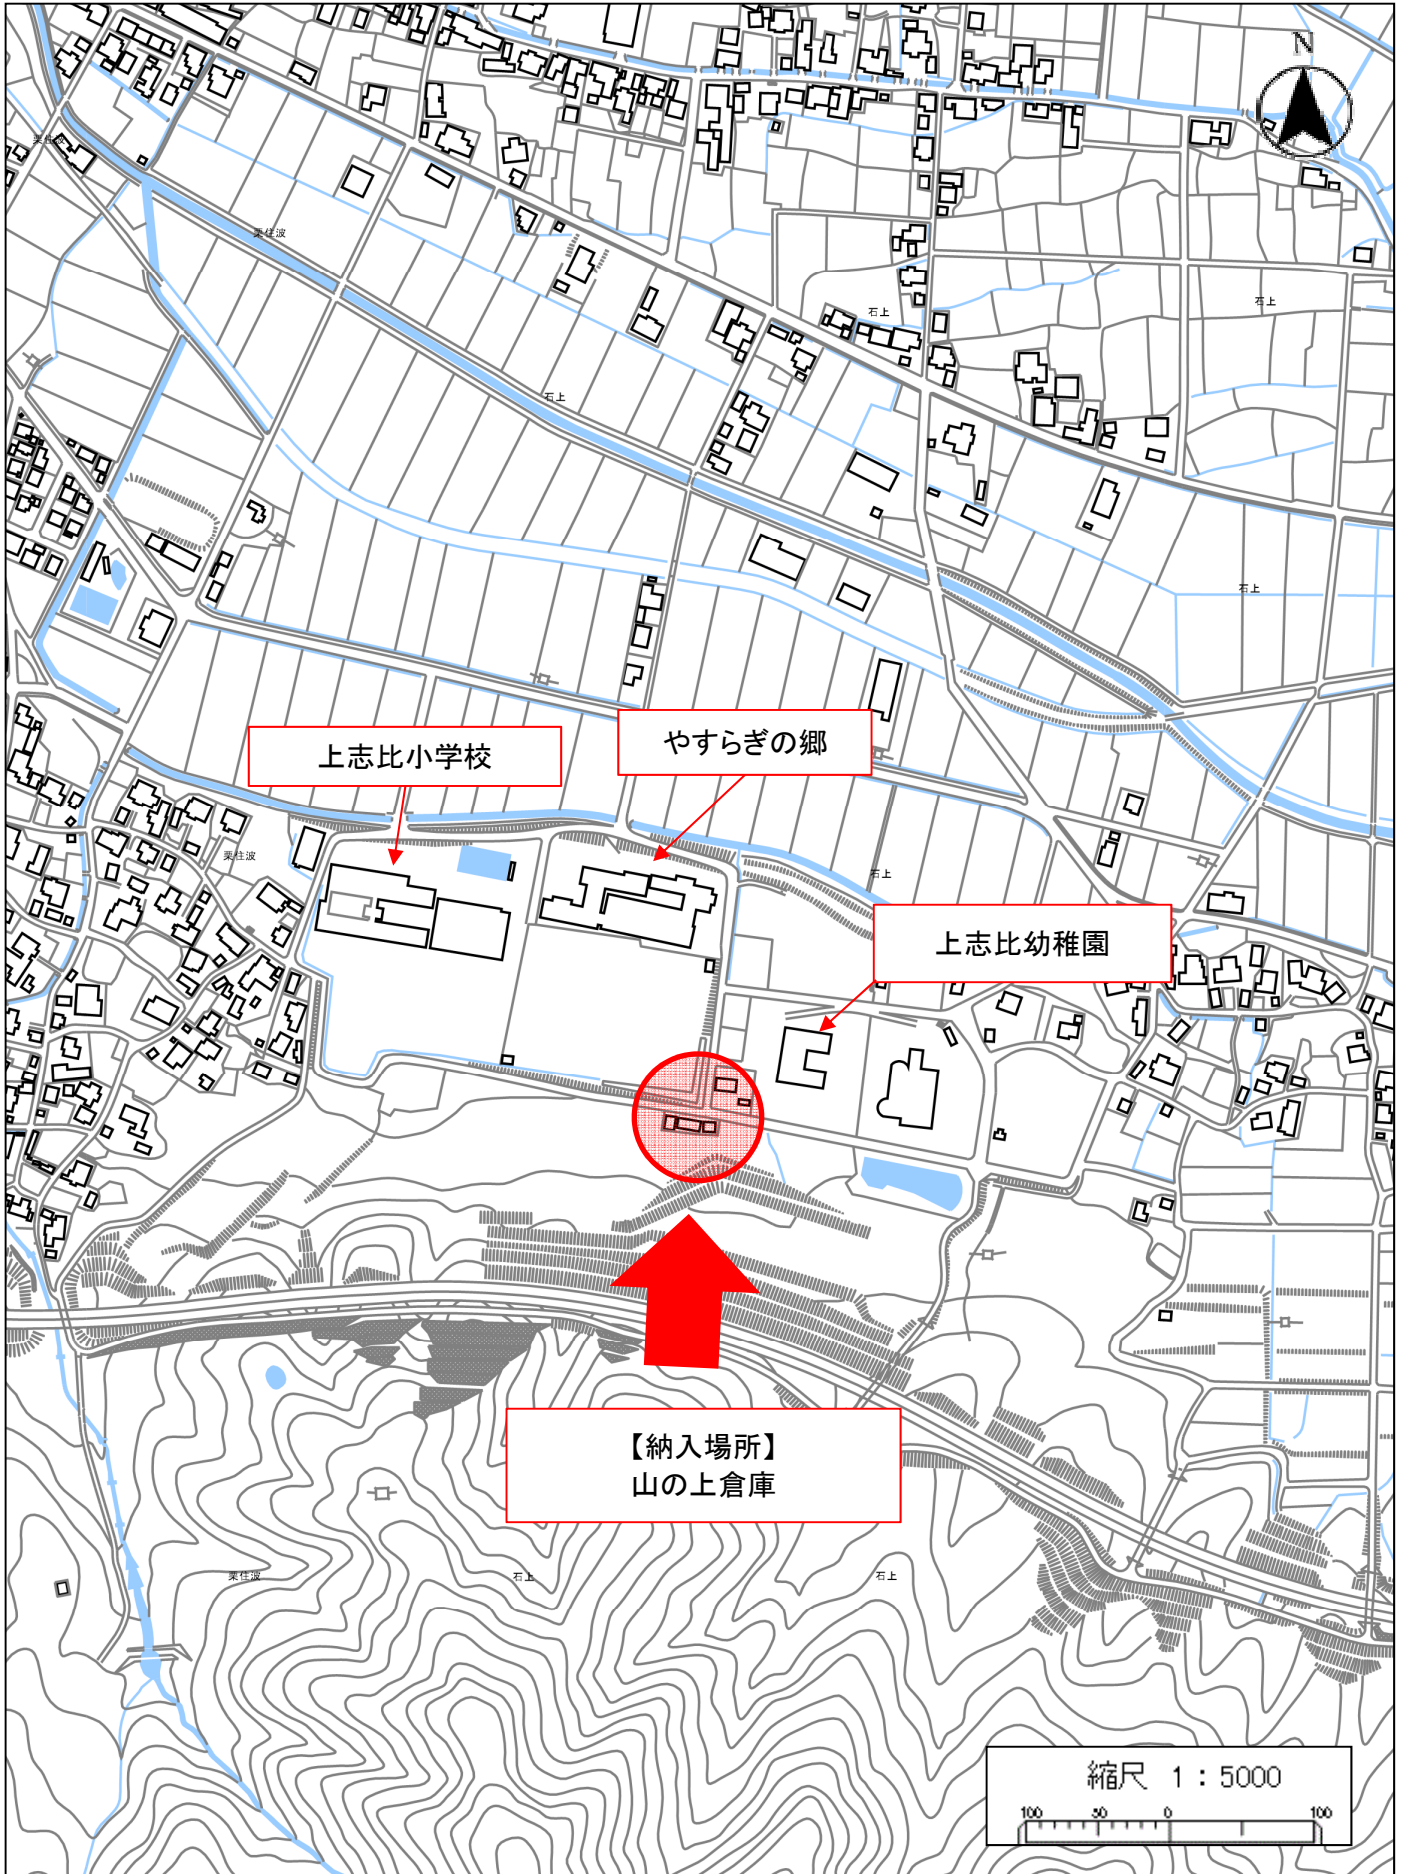 N
栗住波
栗住波
石上
石上
石上
石上
上志比小学校
やすらぎの郷
栗住波
石上
上志比幼稚園
【納入場所】
山の上倉庫
栗住波
石上
石上
縮尺 1:5000
100 50 0 100